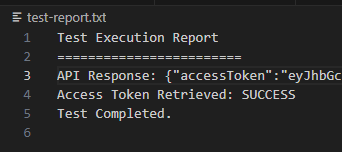 test-report.txt
1 Test Execution Report
2 ========================
3 API Response: {"accessToken":"eyJhbGc
4 Access Token Retrieved: SUCCESS
5 Test Completed.
6